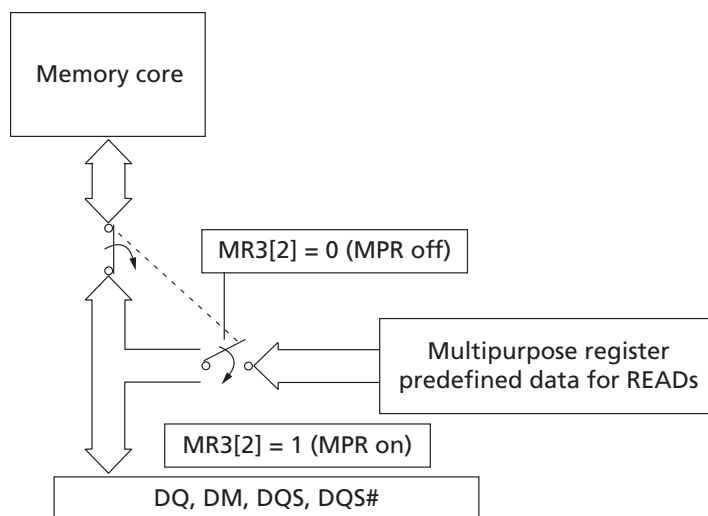 Memory core
MR3[2] = 0 (MPR off)
Multipurpose register
predefined data for READs
MR3[2] = 1 (MPR on)
DQ, DM, DQS, DQS#